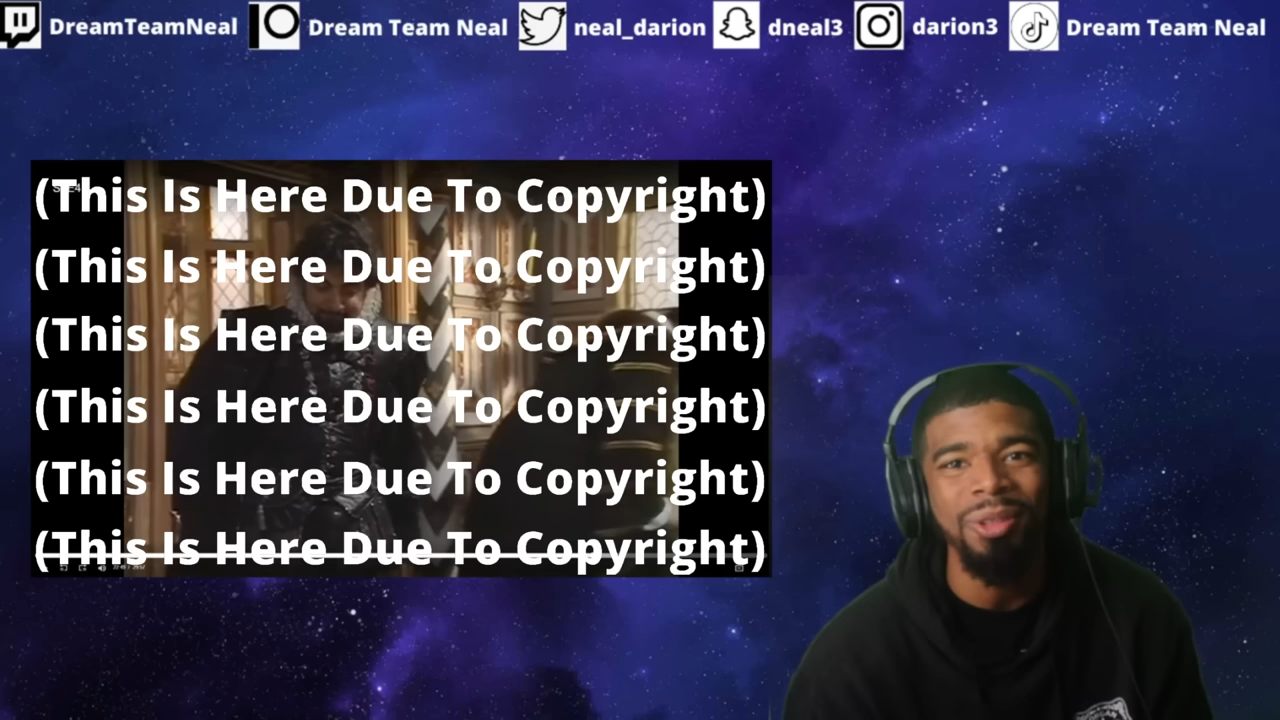 DreamTeamNeal Dream Team Neal neal_darion dneal3 darion3 Dream Team Neal
(This Is Here Due To Copyright)
(This Is Here Due To Copyright)
(This Is Here Due To Copyright)
(This Is Here Due To Copyright)
(This Is Here Due To Copyright)
(This Is Here Due To Copyright)